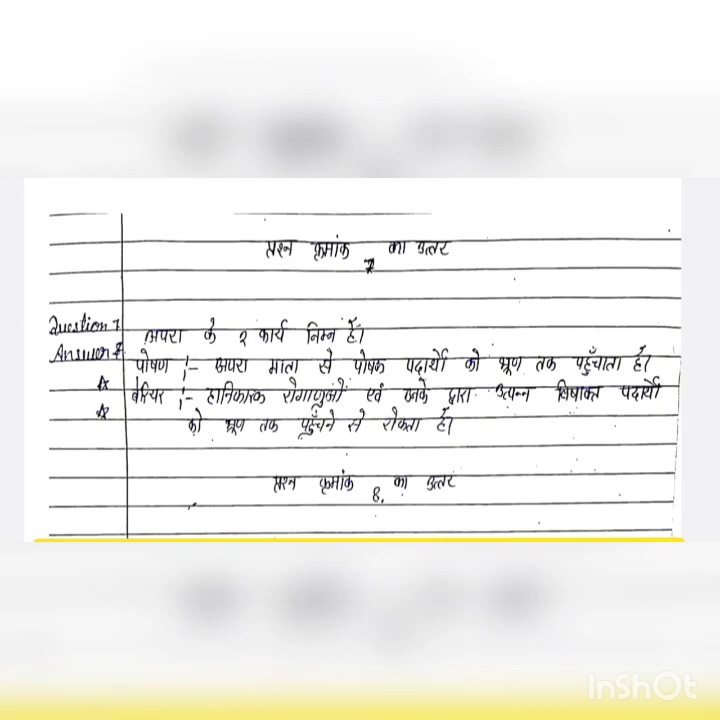 प्रश्न क्रमांक 7 का उत्तर
Question 7
अपरा के २ कार्य निम्न हैं।
Answer 7
पोषण :- अपरा माता से पोषक पदार्थों को भ्रूण तक पहुँचाता है।
बैरियर :- हानिकारक रोगाणुओं एवं उनके द्वारा उत्पन्न विषाक्त पदार्थों
को भ्रूण तक पहुँचने से रोकता है।
प्रश्न क्रमांक 8. का उत्तर
InShOt